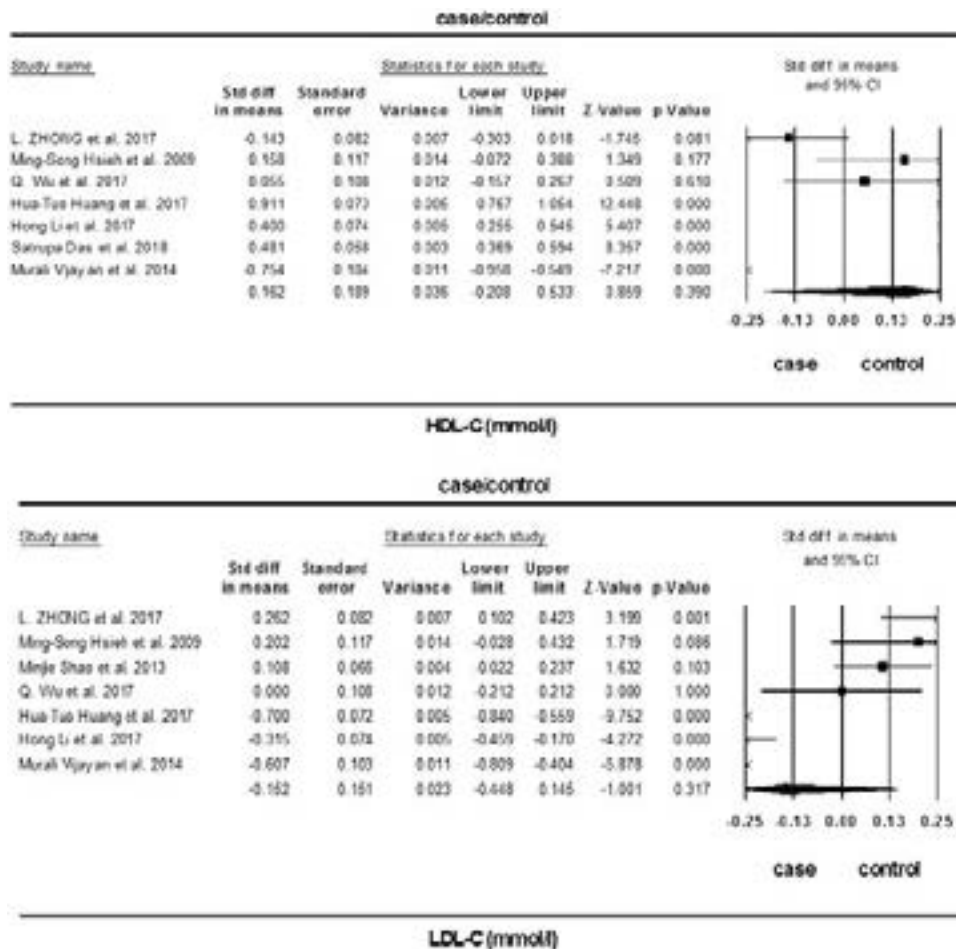 case/control
Study name Statistics for each study Std diff in means and 95% CI
Std diff in means Standard error Variance Lower limit Upper limit Z-Value p-Value
L. ZHONG et al. 2017 -0.143 0.082 0.007 -0.303 0.018 -1.745 0.081
Ming-Song Hsieh et al. 2009 0.158 0.117 0.014 -0.072 0.388 1.349 0.177
Q. Wu et al. 2017 0.055 0.108 0.012 -0.157 0.267 0.509 0.610
Hua-Tuo Huang et al. 2017 0.911 0.073 0.005 0.767 1.054 12.448 0.000
Hong Li et al. 2017 0.400 0.074 0.005 0.255 0.545 5.407 0.000
Satrupa Das et al. 2018 0.481 0.058 0.003 0.369 0.594 8.357 0.000
Murali Vijayan et al. 2014 -0.754 0.104 0.011 -0.958 -0.549 -7.217 0.000
0.162 0.189 0.036 -0.208 0.533 0.859 0.390
-0.25 -0.13 0.00 0.13 0.25
case control
HDL-C (mmol/l)
case/control
Study name Statistics for each study Std diff in means and 95% CI
Std diff in means Standard error Variance Lower limit Upper limit Z-Value p-Value
L. ZHONG et al. 2017 0.262 0.082 0.007 0.102 0.423 3.199 0.001
Ming-Song Hsieh et al. 2009 0.202 0.117 0.014 -0.028 0.432 1.719 0.086
Minjie Shao et al. 2013 0.108 0.066 0.004 -0.022 0.237 1.632 0.103
Q. Wu et al. 2017 0.000 0.108 0.012 -0.212 0.212 0.000 1.000
Hua-Tuo Huang et al. 2017 -0.700 0.072 0.005 -0.840 -0.559 -9.752 0.000
Hong Li et al. 2017 -0.315 0.074 0.005 -0.459 -0.170 -4.272 0.000
Murali Vijayan et al. 2014 -0.607 0.103 0.011 -0.809 -0.404 -5.878 0.000
-0.152 0.151 0.023 -0.448 0.145 -1.001 0.317
-0.25 -0.13 0.00 0.13 0.25
case control
LDL-C (mmol/l)